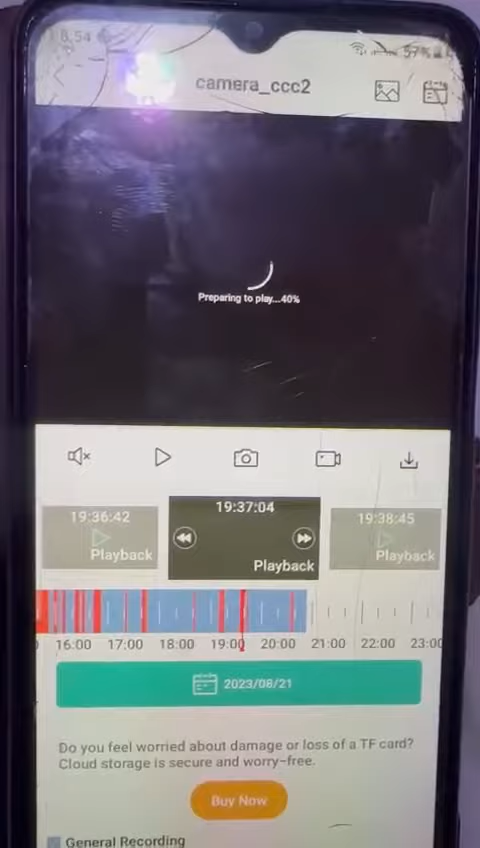 8.54
57%
camera_ccc2
Preparing to play...40%
19:36:42
Playback
19:37:04
Playback
19:38:45
Playback
16:00 17:00 18:00 19:00 20:00 21:00 22:00 23:00
2023/08/21
Do you feel worried about damage or loss of a TF card?
Cloud storage is secure and worry-free.
Buy Now
General Recording